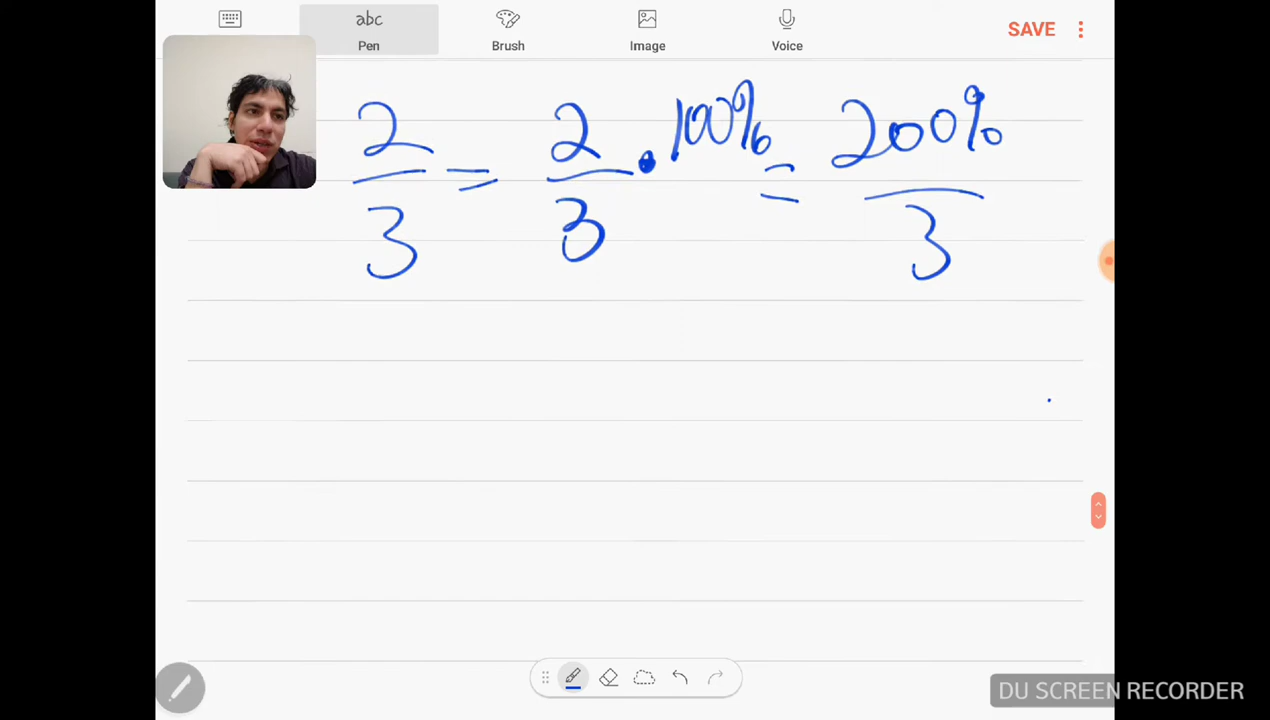 abc
Pen Brush Image Voice SAVE
2/3 = 2/3 . 100% = 200%/3
DU SCREEN RECORDER